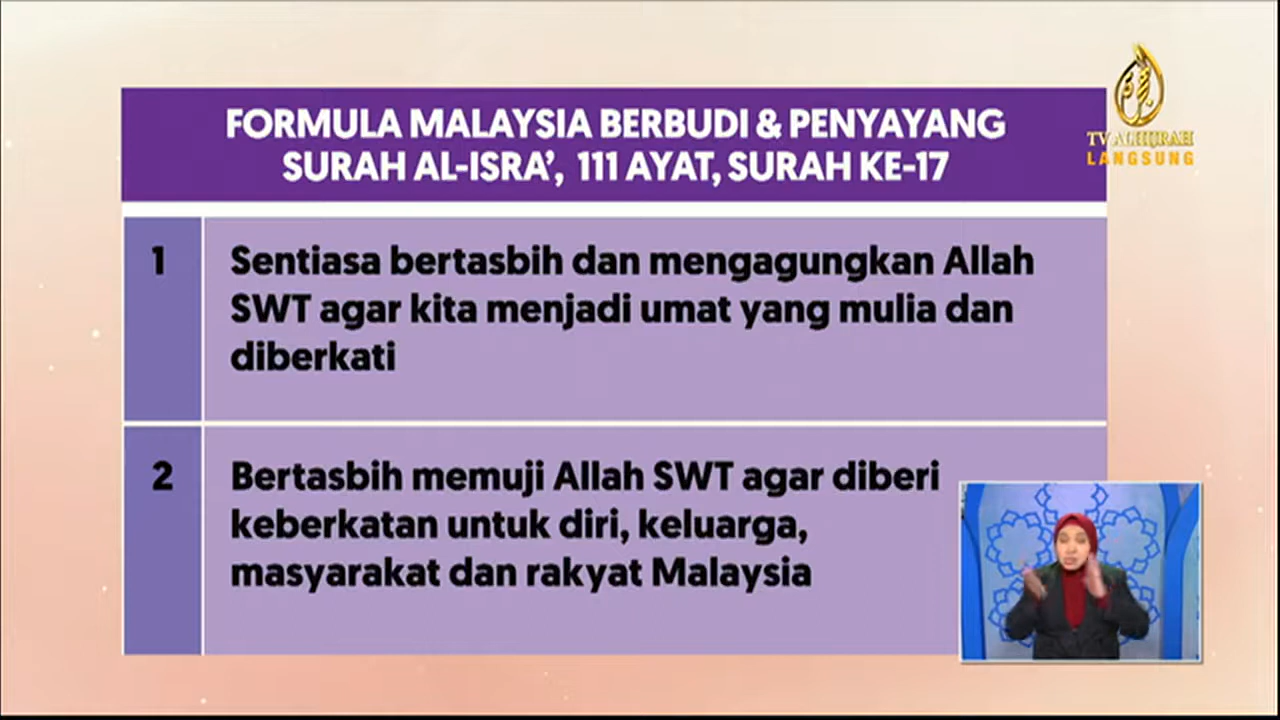 FORMULA MALAYSIA BERBUDI & PENYAYANG
SURAH AL-ISRA', 111 AYAT, SURAH KE-17
TV ALHIJRAH
LANGSUNG
1
Sentiasa bertasbih dan mengagungkan Allah
SWT agar kita menjadi umat yang mulia dan
diberkati
2
Bertasbih memuji Allah SWT agar diberi
keberkatan untuk diri, keluarga,
masyarakat dan rakyat Malaysia